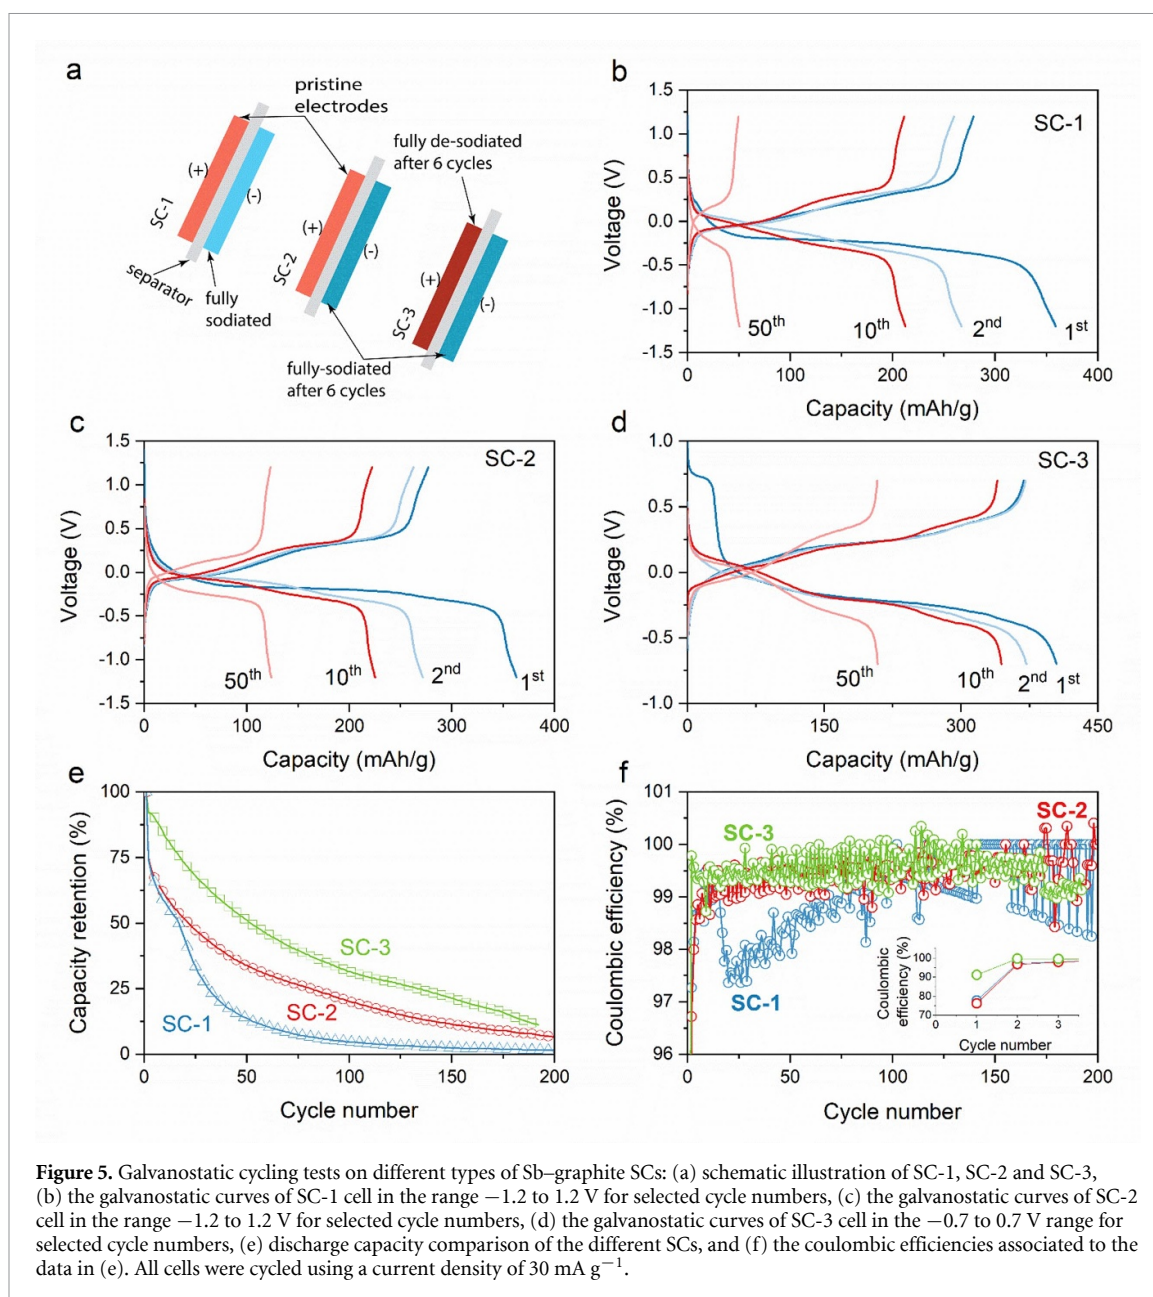 a
pristine
electrodes
fully de-sodiated
after 6 cycles
(+)
(-)
SC-1
separator
fully
sodiated
(+)
(-)
SC-2
(+)
(-)
SC-3
fully-sodiated
after 6 cycles
b
SC-1
1.5
1.0
0.5
0.0
-0.5
-1.0
-1.5
Voltage (V)
50th
10th
2nd
1st
0
100
200
300
400
Capacity (mAh/g)
c
SC-2
1.5
1.0
0.5
0.0
-0.5
-1.0
-1.5
Voltage (V)
50th
10th
2nd
1st
0
100
200
300
400
Capacity (mAh/g)
d
SC-3
1.0
0.5
0.0
-0.5
-1.0
Voltage (V)
50th
10th
2nd
1st
0
150
300
450
Capacity (mAh/g)
e
100
75
50
25
0
Capacity retention (%)
SC-3
SC-2
SC-1
0
50
100
150
200
Cycle number
f
101
100
99
98
97
96
Coulombic efficiency (%)
SC-3
SC-2
SC-1
100
90
80
70
Coulombic
efficiency (%)
0
1
2
3
Cycle number
0
50
100
150
200
Cycle number
Figure 5. Galvanostatic cycling tests on different types of Sb–graphite SCs: (a) schematic illustration of SC-1, SC-2 and SC-3,
(b) the galvanostatic curves of SC-1 cell in the range −1.2 to 1.2 V for selected cycle numbers, (c) the galvanostatic curves of SC-2
cell in the range −1.2 to 1.2 V for selected cycle numbers, (d) the galvanostatic curves of SC-3 cell in the −0.7 to 0.7 V range for
selected cycle numbers, (e) discharge capacity comparison of the different SCs, and (f) the coulombic efficiencies associated to the
data in (e). All cells were cycled using a current density of 30 mA g−1.